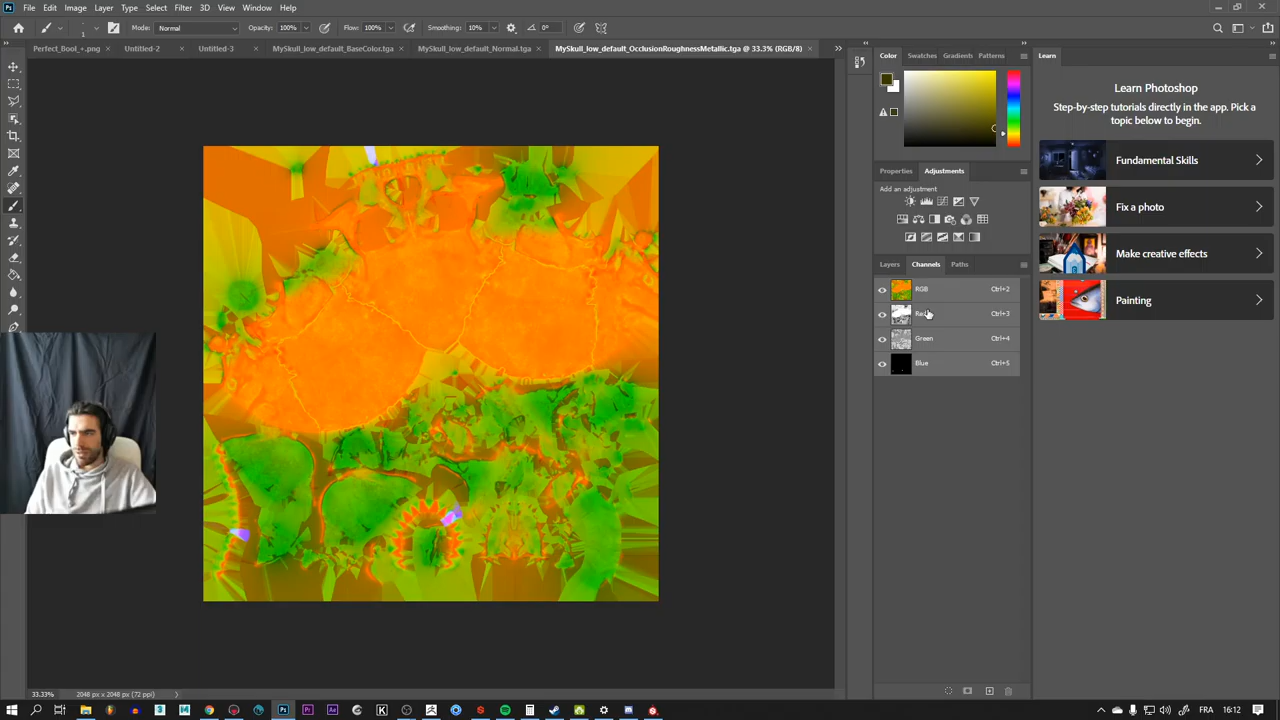 File Edit Image Layer Type Select Filter 3D View Window Help
Mode: Normal Opacity: 100% Flow: 100% Smoothing: 10% 0°
Perfect_Bool_+.png × Untitled-2 × Untitled-3 × MySkull_low_default_BaseColor.tga × MySkull_low_default_Normal.tga × MySkull_low_default_OcclusionRoughnessMetallic.tga @ 33.3% (RGB/8) ×
Color Swatches Gradients Patterns
Learn
Learn Photoshop
Step-by-step tutorials directly in the app. Pick a
topic below to begin.
Fundamental Skills
Fix a photo
Make creative effects
Painting
Properties Adjustments
Add an adjustment
Layers Channels Paths
RGB Ctrl+2
Red Ctrl+3
Green Ctrl+4
Blue Ctrl+5
33.33% 2048 px x 2048 px (72 ppi)
FRA 16:12